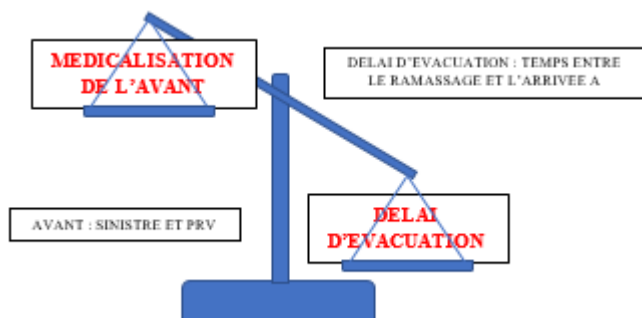 MEDICALISATION
DE L'AVANT
DELAI D'EVACUATION : TEMPS ENTRE
LE RAMASSAGE ET L'ARRIVEE A
AVANT : SINISTRE ET PRV
DELAI
D'EVACUATION